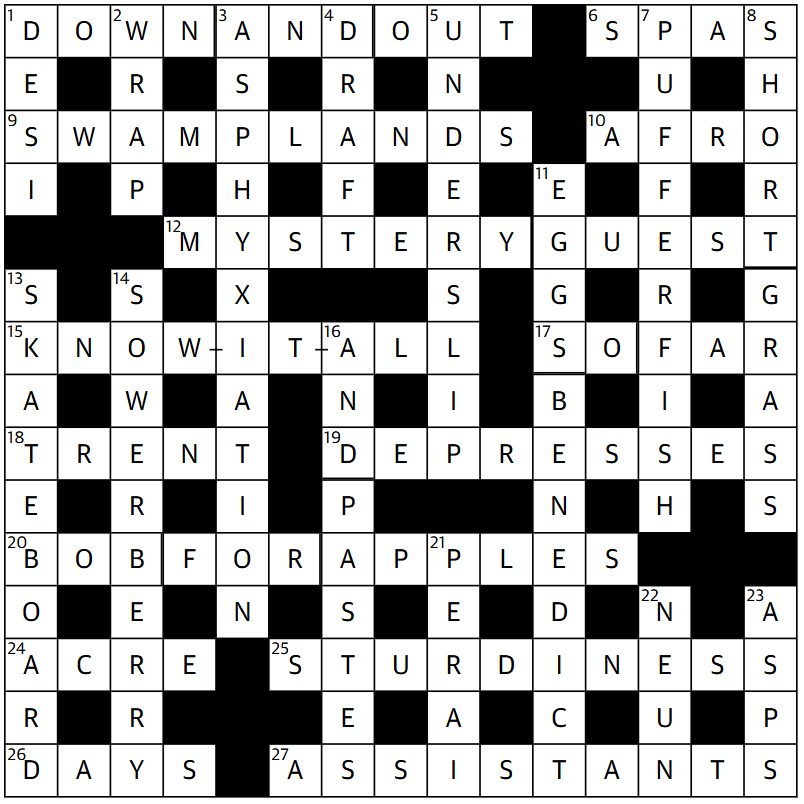 1 D O 2 W N 3 A N 4 D O 5 U T 6 S 7 P A 8 S
E R S R N U H
9 S W A M P L A N D S 10 A F R O
I P H F E 11 E F R
12 M Y S T E R Y G U E S T
13 S 14 S X S G R G
15 K N O W – I T – 16 A L L 17 S O F A R
A W A N I B I A
18 T R E N T 19 D E P R E S S E S
E R I P N H S
20 B O B F O R A P 21 P L E S
O E N S E D 22 N 23 A
24 A C R E 25 S T U R D I N E S S
R R E A C U P
26 D A Y S 27 A S S I S T A N T S